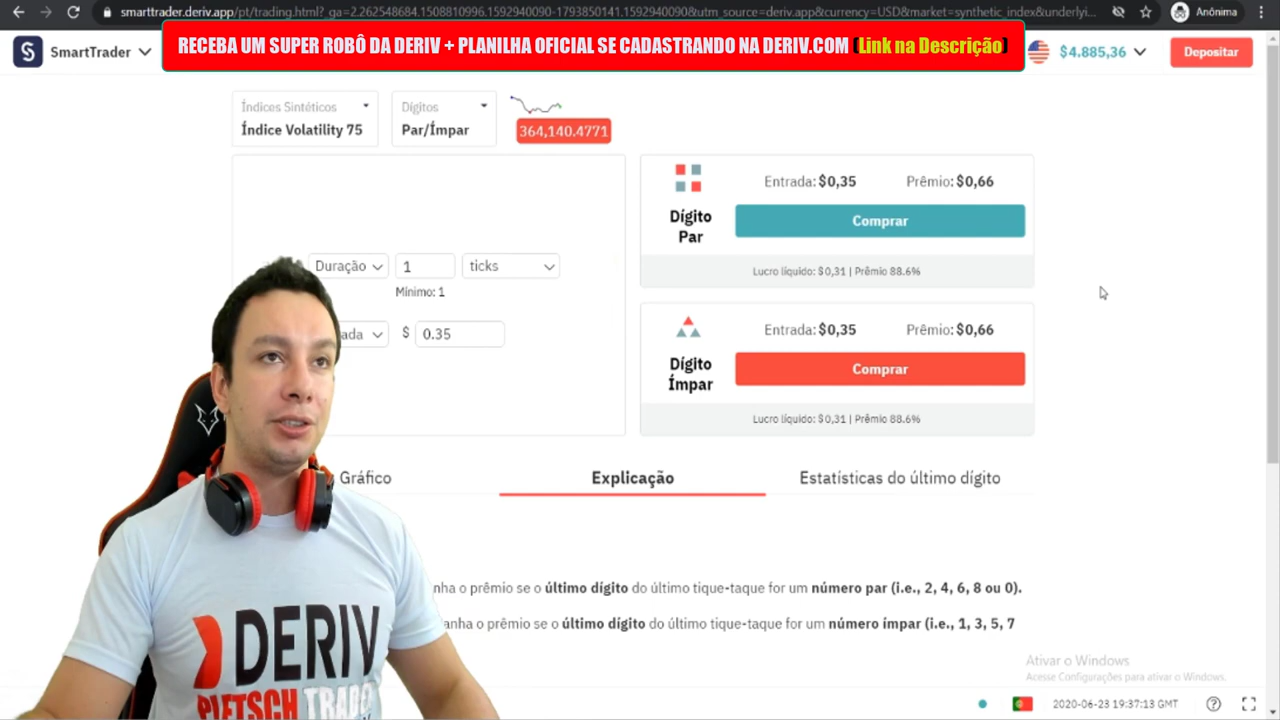 smarttrader.deriv.app/pt/trading.html?_ga=2.262548684.1508810996.1592940090-1793850141.1592940090&utm_source=deriv.app&currency=USD&market=synthetic_index&underlyi...
Anônima
SmartTrader
RECEBA UM SUPER ROBÔ DA DERIV + PLANILHA OFICIAL SE CADASTRANDO NA DERIV.COM (Link na Descrição)
$4.885,36
Depositar
Índices Sintéticos
Índice Volatility 75
Dígitos
Par/Ímpar
364,140.4771
Duração
1
ticks
Mínimo: 1
ada
$
0.35
Entrada: $0,35
Prêmio: $0,66
Dígito
Par
Comprar
Lucro líquido: $0,31 | Prêmio 88.6%
Entrada: $0,35
Prêmio: $0,66
Dígito
Ímpar
Comprar
Lucro líquido: $0,31 | Prêmio 88.6%
Gráfico
Explicação
Estatísticas do último dígito
nha o prêmio se o último dígito do último tique-taque for um número par (i.e., 2, 4, 6, 8 ou 0).
anha o prêmio se o último dígito do último tique-taque for um número ímpar (i.e., 1, 3, 5, 7
DERIV
PLETSCH
Ativar o Windows
Acesse Configurações para ativar o Windows.
2020-06-23 19:37:13 GMT